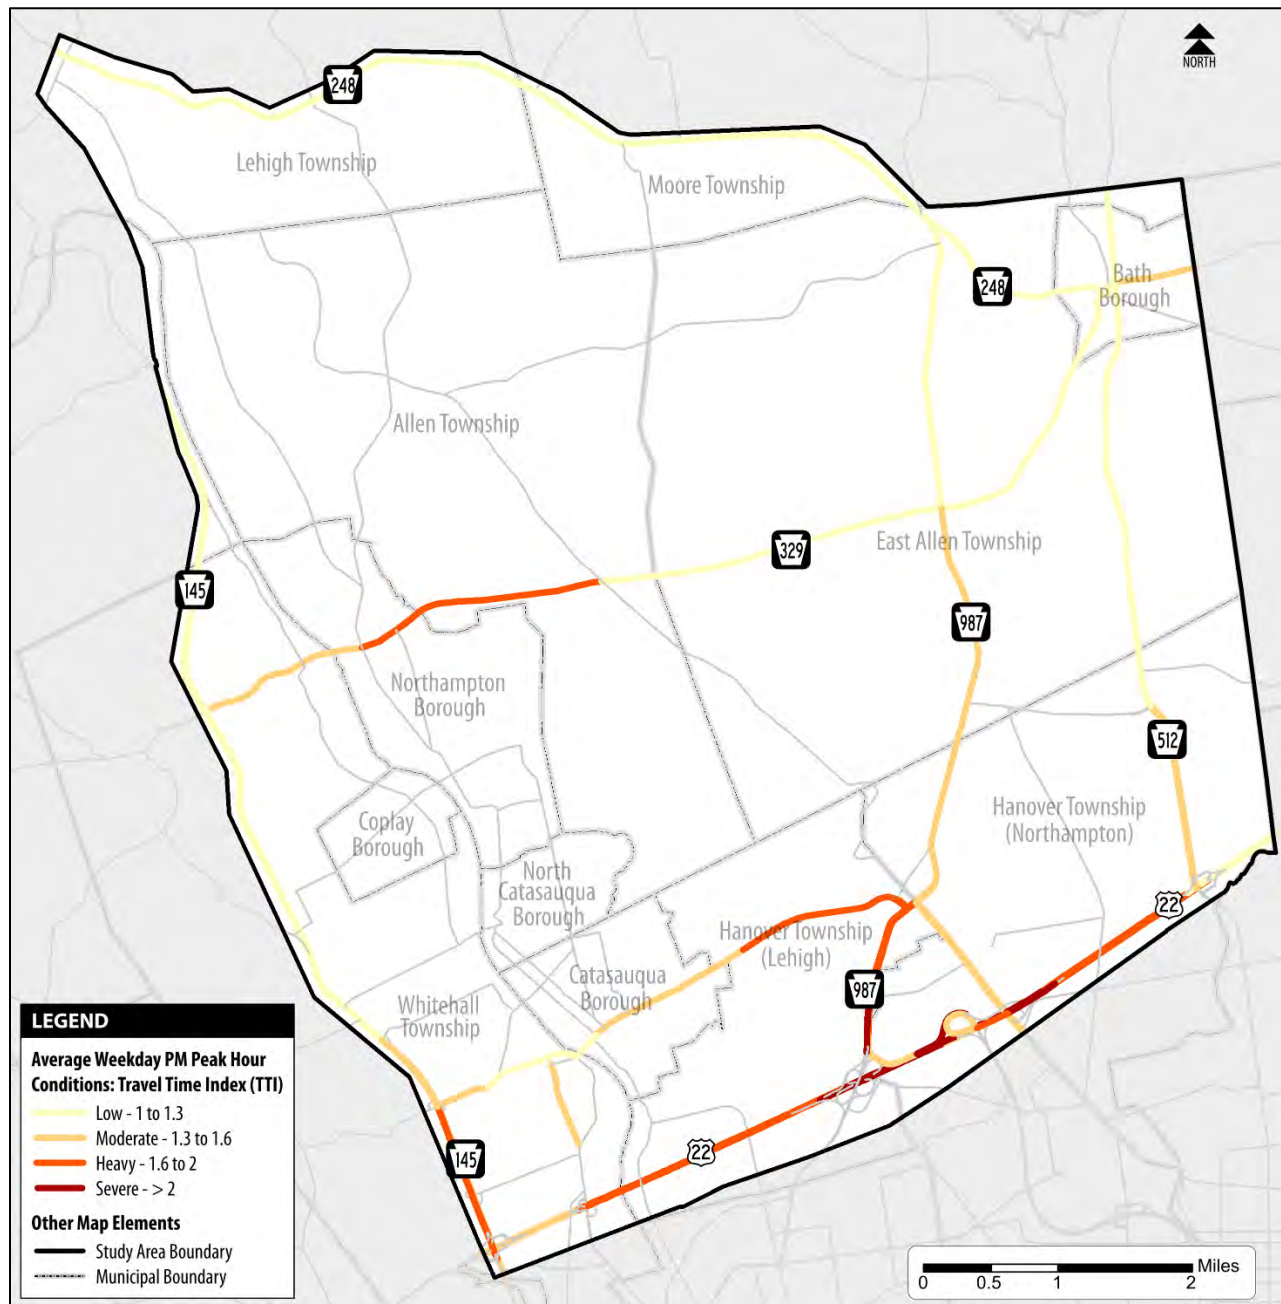 NORTH
248
Lehigh Township
Moore Township
248
Bath
Borough
Allen Township
329
East Allen Township
145
987
Northampton
Borough
512
Hanover Township
(Northampton)
Coplay
Borough
North
Catasauqua
Borough
22
Hanover Township
(Lehigh)
987
Catasauqua
Borough
Whitehall
Township
145
22
LEGEND
Average Weekday PM Peak Hour
Conditions: Travel Time Index (TTI)
Low - 1 to 1.3
Moderate - 1.3 to 1.6
Heavy - 1.6 to 2
Severe - > 2
Other Map Elements
Study Area Boundary
Municipal Boundary
Miles
0 0.5 1 2